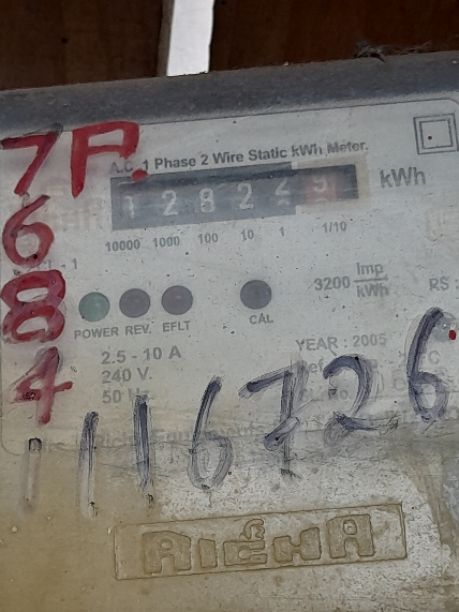 7P.
A.C. 1 Phase 2 Wire Static kWh Meter.
1 2 8 2 2 5 kWh
10000 1000 100 10 1 1/10
6
8
4
3200 Imp/kWh
RS:
POWER REV. EFLT CAL
2.5 - 10 A
240 V.
50
YEAR : 2005
1116726
RICHA